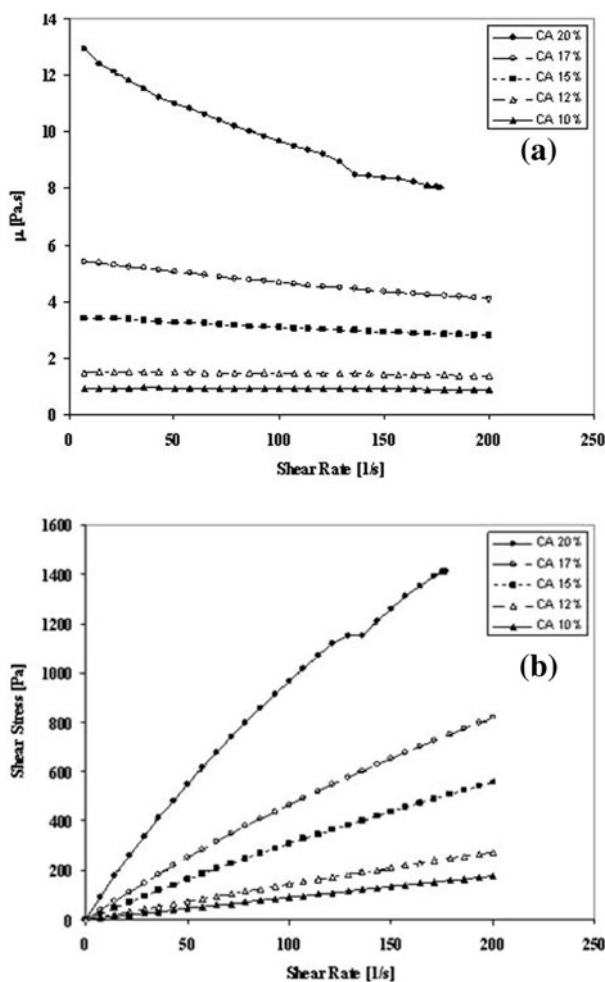 14
12
10
8
6
4
2
0
μ [Pa.s]
0 50 100 150 200 250
Shear Rate [1/s]
CA 20%
CA 17%
CA 15%
CA 12%
CA 10%
(a)
1600
1400
1200
1000
800
600
400
200
0
Shear Stress [Pa]
0 50 100 150 200 250
Shear Rate [1/s]
CA 20%
CA 17%
CA 15%
CA 12%
CA 10%
(b)